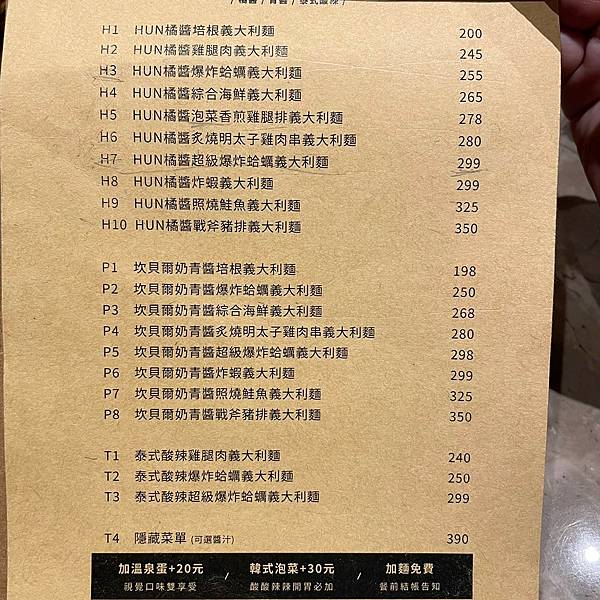 / 橘醬 / 青醬 / 泰式酸辣 /
H1 HUN橘醬培根義大利麵 200
H2 HUN橘醬雞腿肉義大利麵 245
H3 HUN橘醬爆炸蛤蠣義大利麵 255
H4 HUN橘醬綜合海鮮義大利麵 265
H5 HUN橘醬泡菜香煎雞腿排義大利麵 278
H6 HUN橘醬炙燒明太子雞肉串義大利麵 280
H7 HUN橘醬超級爆炸蛤蠣義大利麵 299
H8 HUN橘醬炸蝦義大利麵 299
H9 HUN橘醬照燒鮭魚義大利麵 325
H10 HUN橘醬戰斧豬排義大利麵 350
P1 坎貝爾奶青醬培根義大利麵 198
P2 坎貝爾奶青醬爆炸蛤蠣義大利麵 250
P3 坎貝爾奶青醬綜合海鮮義大利麵 268
P4 坎貝爾奶青醬炙燒明太子雞肉串義大利麵 280
P5 坎貝爾奶青醬超級爆炸蛤蠣義大利麵 298
P6 坎貝爾奶青醬炸蝦義大利麵 299
P7 坎貝爾奶青醬照燒鮭魚義大利麵 325
P8 坎貝爾奶青醬戰斧豬排義大利麵 350
T1 泰式酸辣雞腿肉義大利麵 240
T2 泰式酸辣爆炸蛤蠣義大利麵 250
T3 泰式酸辣超級爆炸蛤蠣義大利麵 299
T4 隱藏菜單 (可選醬汁) 390
加溫泉蛋+20元 / 韓式泡菜+30元 / 加麵免費
視覺口味雙享受 酸酸辣辣開胃必加 餐前結帳告知